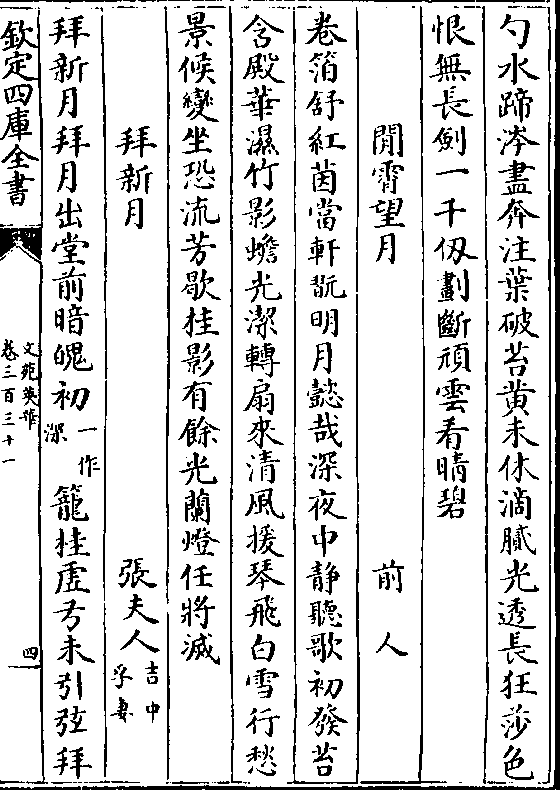 勺水蹄涔盡奔注葉破苔黄未休滴膩光透長狂莎色
恨無長劒一千仭劃斷頑雲看晴碧
閒霄望月　前人
卷箔舒紅茵當軒翫明月懿哉深夜中静聽歌初發苔
含殿華濕竹影蟾光潔轉扇來清風援琴飛白雪行愁
景候變坐恐流芳歇桂影有餘光蘭燈任將滅
拜新月　張夫人吉中孚妻
拜新月拜月出堂前暗魄初一作深籠桂虚弓未引弦拜
欽定四庫全書　文苑英華卷三百三十一　四